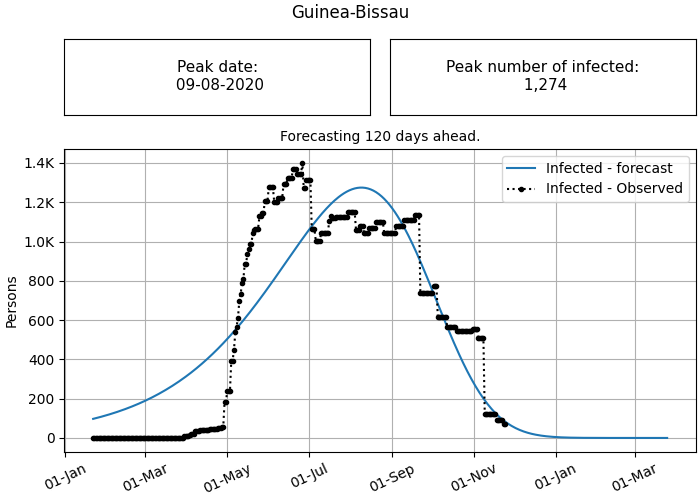 Guinea-Bissau
Peak date:
09-08-2020
Peak number of infected:
1,274
Forecasting 120 days ahead.
Infected - forecast
Infected - Observed
Persons
1.4K
1.2K
1.0K
800
600
400
200
0
01-Jan
01-Mar
01-May
01-Jul
01-Sep
01-Nov
01-Jan
01-Mar